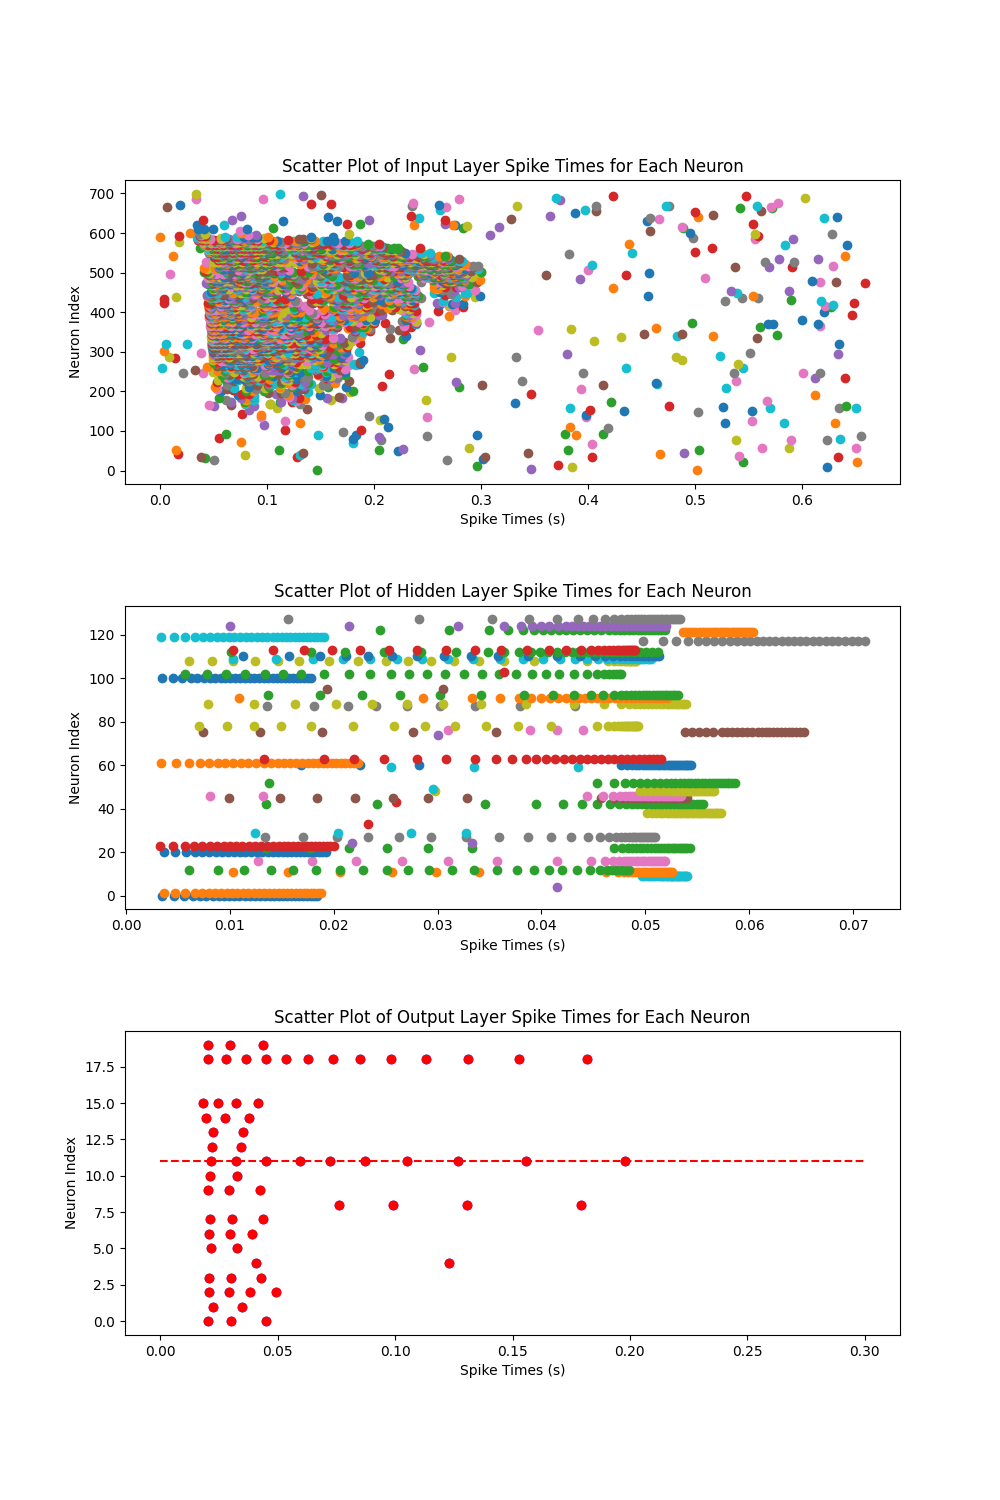 Scatter Plot of Input Layer Spike Times for Each Neuron
700
600
500
400
300
200
100
0
Neuron Index
0.0 0.1 0.2 0.3 0.4 0.5 0.6
Spike Times (s)
Scatter Plot of Hidden Layer Spike Times for Each Neuron
120
100
80
60
40
20
0
Neuron Index
0.00 0.01 0.02 0.03 0.04 0.05 0.06 0.07
Spike Times (s)
Scatter Plot of Output Layer Spike Times for Each Neuron
17.5
15.0
12.5
10.0
7.5
5.0
2.5
0.0
Neuron Index
0.00 0.05 0.10 0.15 0.20 0.25 0.30
Spike Times (s)